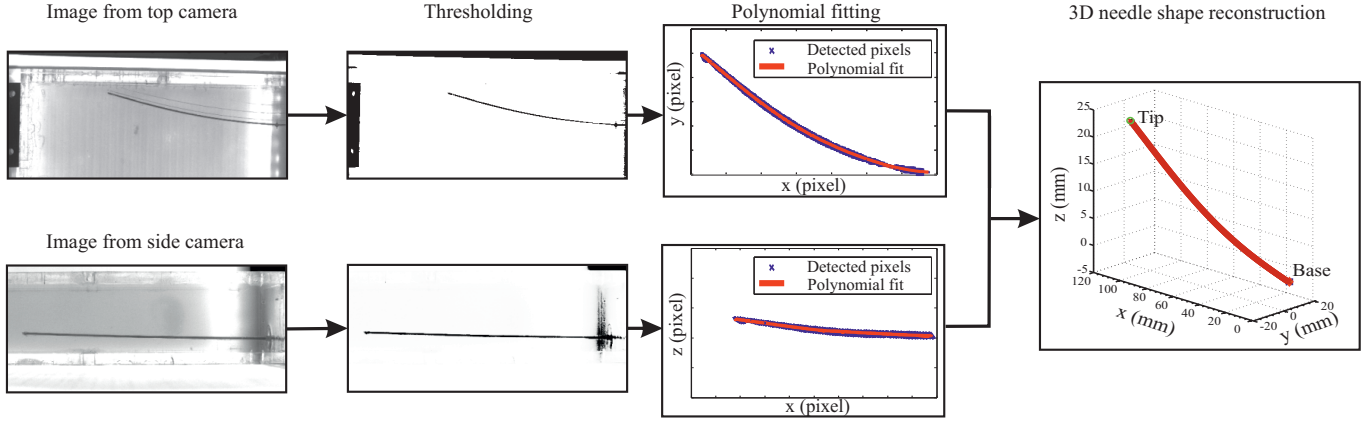 Image from top camera
Thresholding
Polynomial fitting
3D needle shape reconstruction
Detected pixels
Polynomial fit
y (pixel)
x (pixel)
Image from side camera
Detected pixels
Polynomial fit
z (pixel)
x (pixel)
25
20
15
10
5
0
-5
z (mm)
Tip
Base
120
100
80
60
40
20
0
x (mm)
-20
0
20
y (mm)